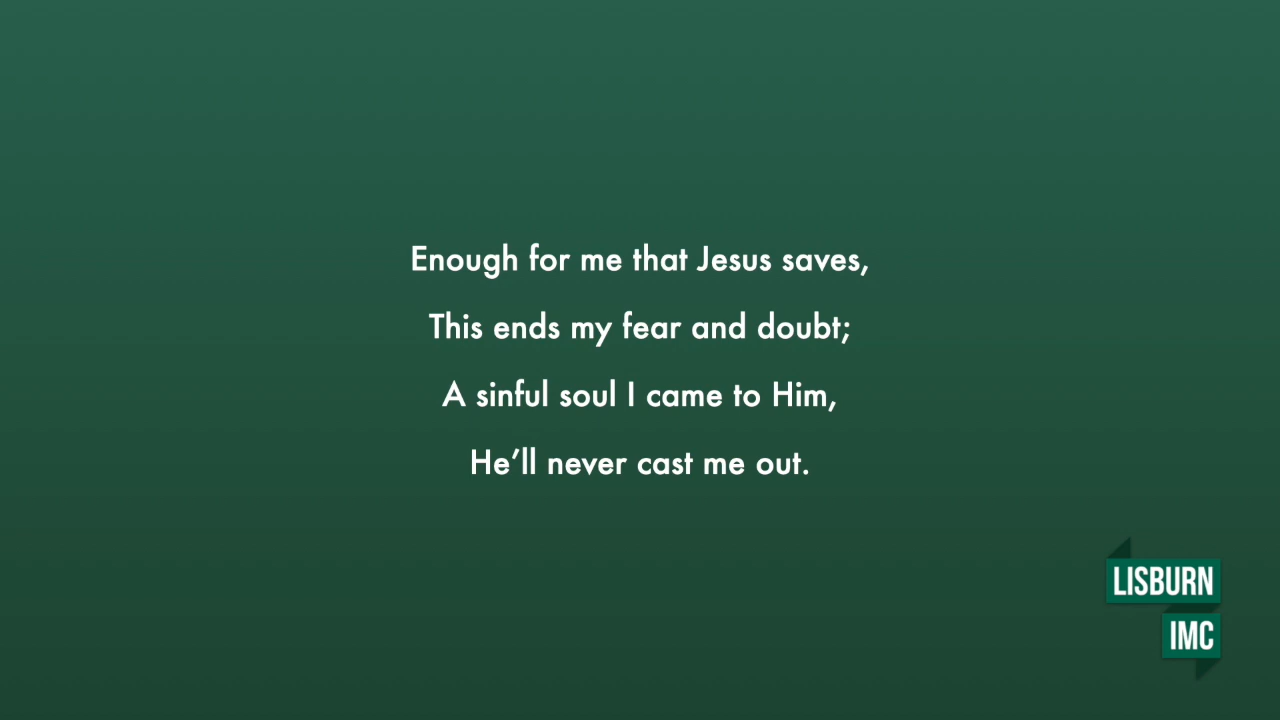 Enough for me that Jesus saves,
This ends my fear and doubt;
A sinful soul I came to Him,
He’ll never cast me out.
LISBURN
IMC